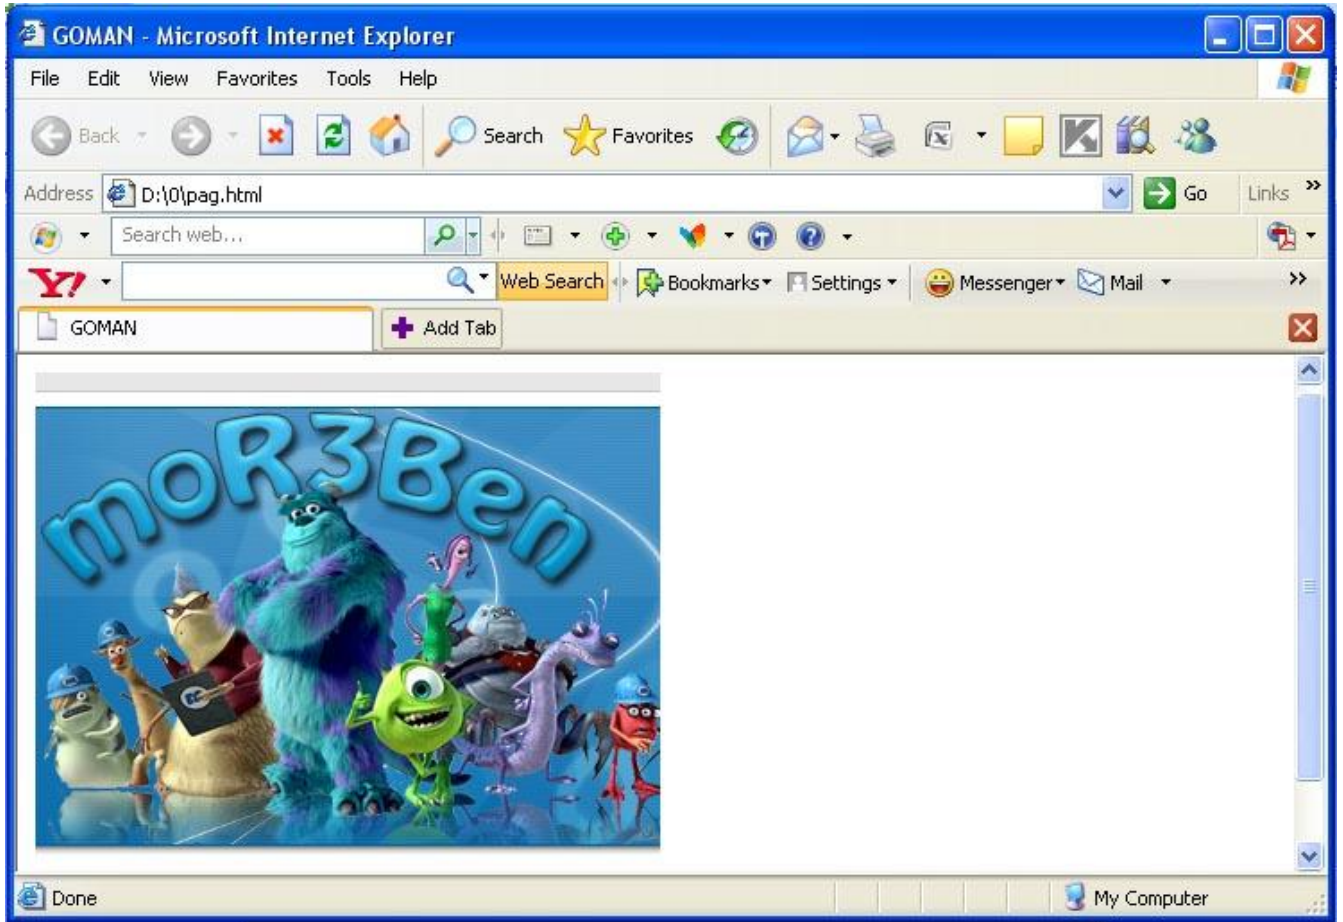 GOMAN - Microsoft Internet Explorer
File Edit View Favorites Tools Help
Back Search Favorites
Address D:\0\pag.html Go Links »
Search web...
Y! Web Search Bookmarks Settings Messenger Mail »
GOMAN Add Tab
moR3Ben
Done My Computer